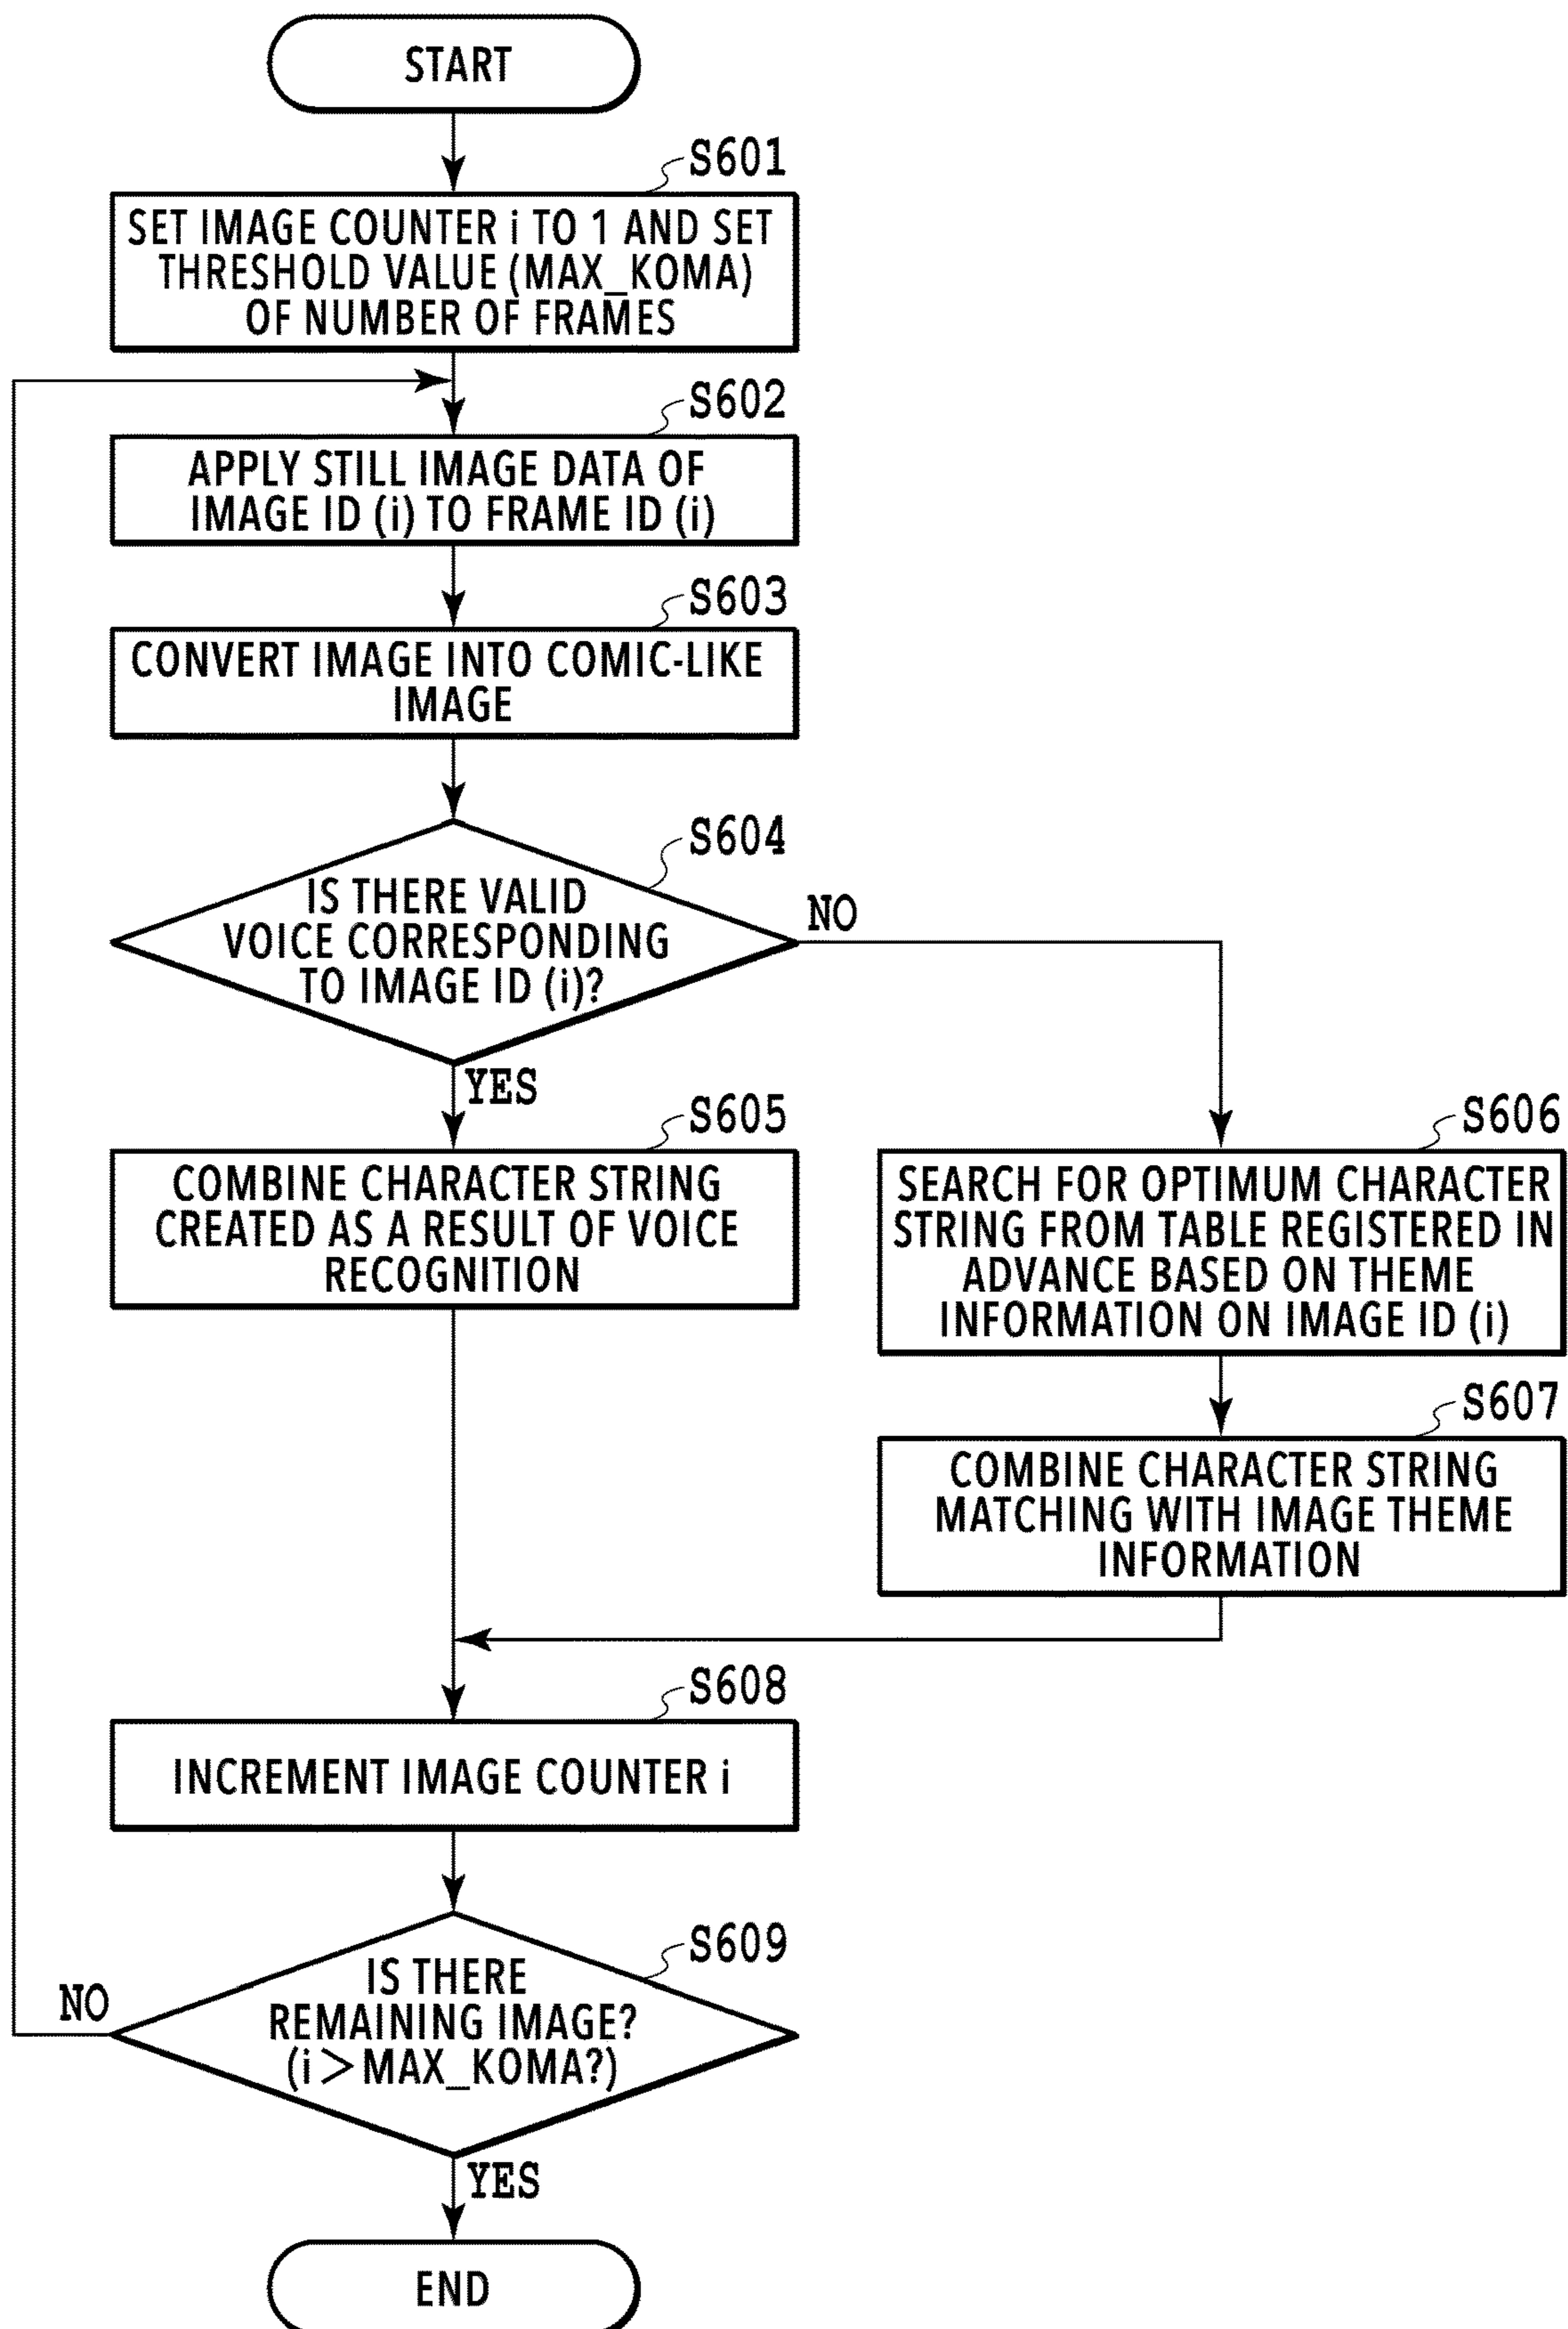 START
S601
SET IMAGE COUNTER i TO 1 AND SET
THRESHOLD VALUE (MAX_KOMA)
OF NUMBER OF FRAMES
S602
APPLY STILL IMAGE DATA OF
IMAGE ID (i) TO FRAME ID (i)
S603
CONVERT IMAGE INTO COMIC-LIKE
IMAGE
S604
IS THERE VALID
VOICE CORRESPONDING
TO IMAGE ID (i)?
NO
YES
S605
COMBINE CHARACTER STRING
CREATED AS A RESULT OF VOICE
RECOGNITION
S606
SEARCH FOR OPTIMUM CHARACTER
STRING FROM TABLE REGISTERED IN
ADVANCE BASED ON THEME
INFORMATION ON IMAGE ID (i)
S607
COMBINE CHARACTER STRING
MATCHING WITH IMAGE THEME
INFORMATION
S608
INCREMENT IMAGE COUNTER i
S609
IS THERE
REMAINING IMAGE?
(i > MAX_KOMA?)
NO
YES
END